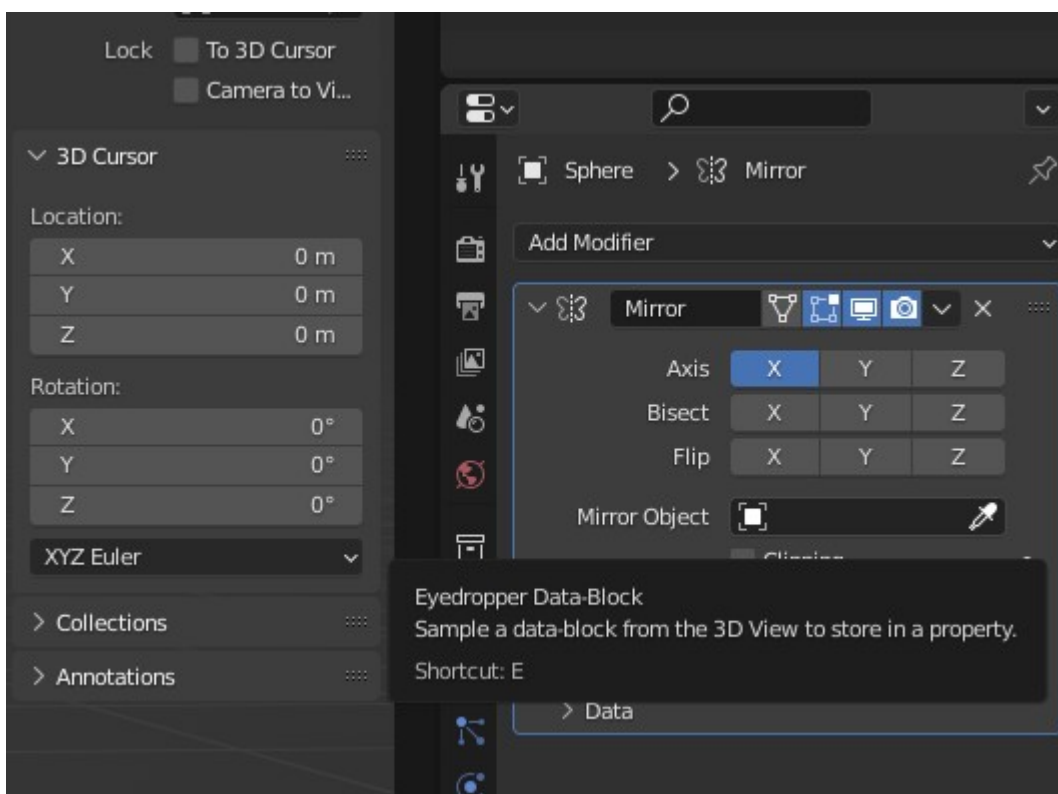 Lock To 3D Cursor
Camera to Vi...
3D Cursor
Location:
X 0 m
Y 0 m
Z 0 m
Rotation:
X 0°
Y 0°
Z 0°
XYZ Euler
Collections
Annotations
Sphere > Mirror
Add Modifier
Mirror
Axis X Y Z
Bisect X Y Z
Flip X Y Z
Mirror Object
Eyedropper Data-Block
Sample a data-block from the 3D View to store in a property.
Shortcut: E
Data